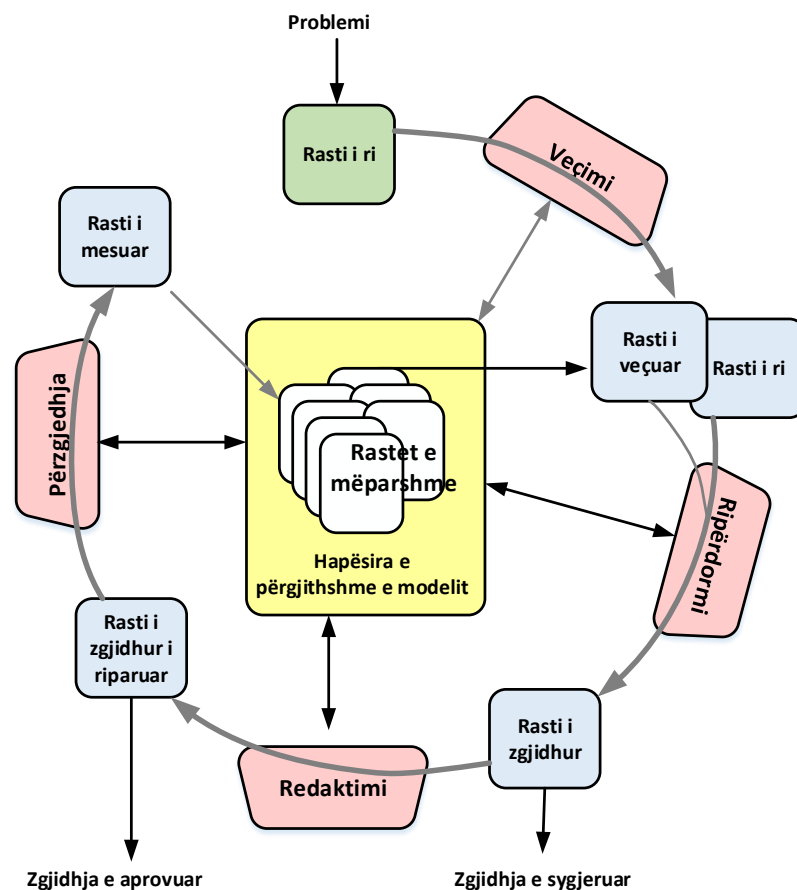 Problemi
Rasti i ri
Veçimi
Rasti i
mesuar
Rasti i
veçuar
Rasti i ri
Përzgjedhja
Rastet e
mëparshme
Ripërdormi
Hapësira e
përgjithshme e modelit
Rasti i
zgjidhur i
riparuar
Rasti i
zgjidhur
Redaktimi
Zgjidhja e aprovuar
Zgjidhja e sygjeruar